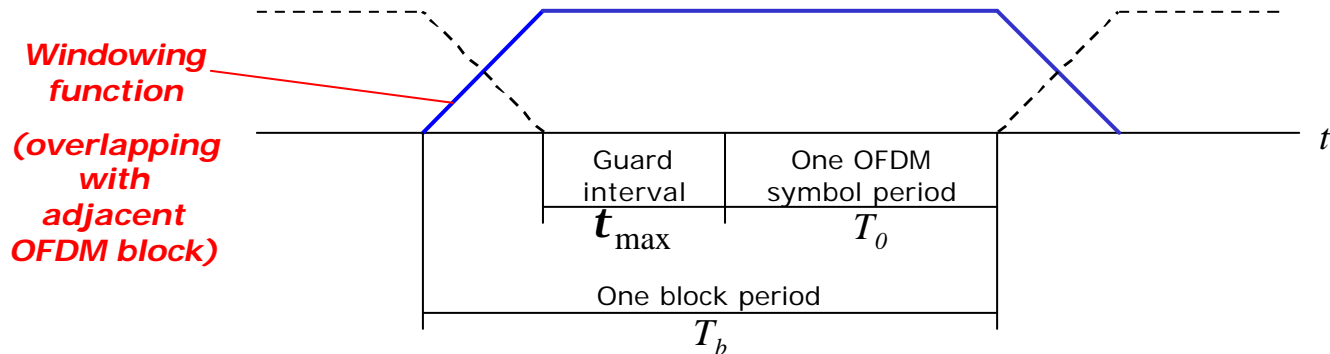 Windowing
function
(overlapping
with
adjacent
OFDM block)
t
Guard
interval
t max
One OFDM
symbol period
T0
One block period
Tb